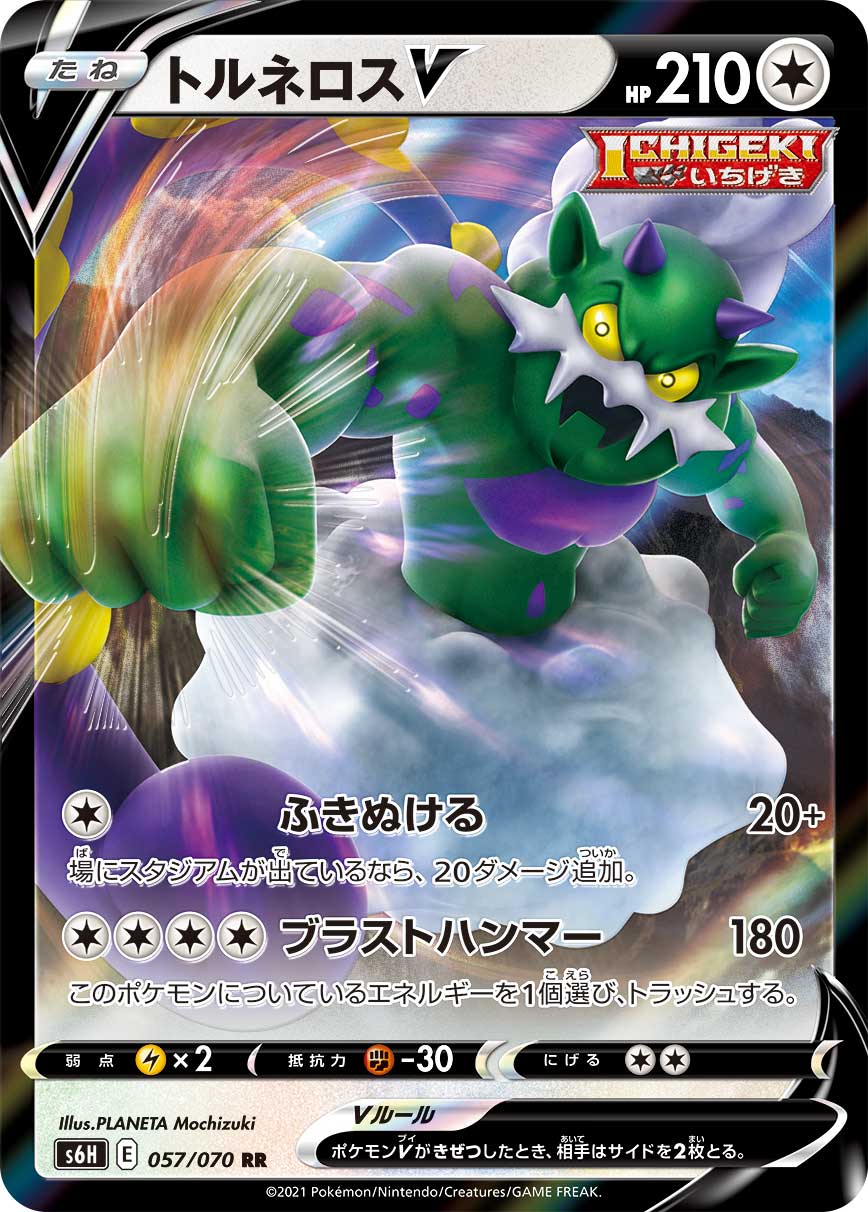 たね トルネロスV HP 210
ICHIGEKI
いちげき
ふきぬける 20+
場にスタジアムが出ているなら、20ダメージ追加。
ブラストハンマー 180
このポケモンについているエネルギーを1個選び、トラッシュする。
弱点 ×2 抵抗力 -30 にげる
Illus.PLANETA Mochizuki
Vルール
ポケモンVがきぜつしたとき、相手はサイドを2枚とる。
s6H E 057/070 RR
©2021 Pokémon/Nintendo/Creatures/GAME FREAK.